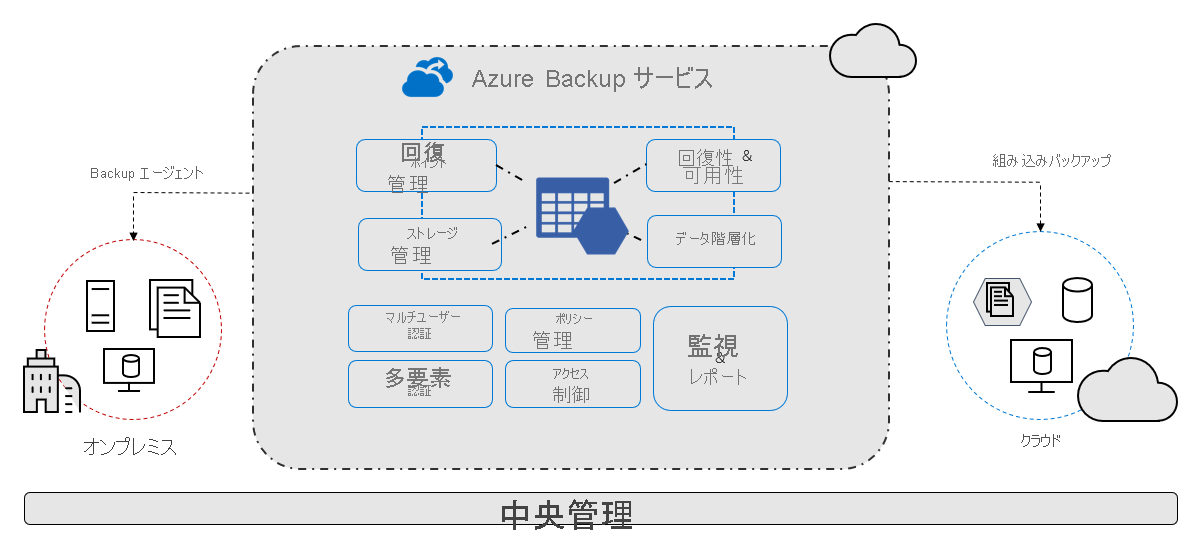 Azure Backup サービス
Backup エージェント
組み込みバックアップ
回復
ポイント
管理
回復性 &
可用性
ストレージ
管理
データ階層化
マルチユーザー
認証
ポリシー
管理
監視
&
レポート
多要素
認証
アクセス
制御
オンプレミス
クラウド
中央管理